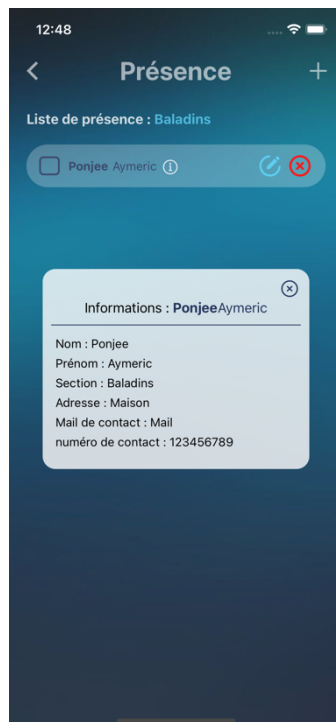 12:48
Présence
Liste de présence : Baladins
Ponjee Aymeric
Informations : PonjeeAymeric
Nom : Ponjee
Prénom : Aymeric
Section : Baladins
Adresse : Maison
Mail de contact : Mail
numéro de contact : 123456789